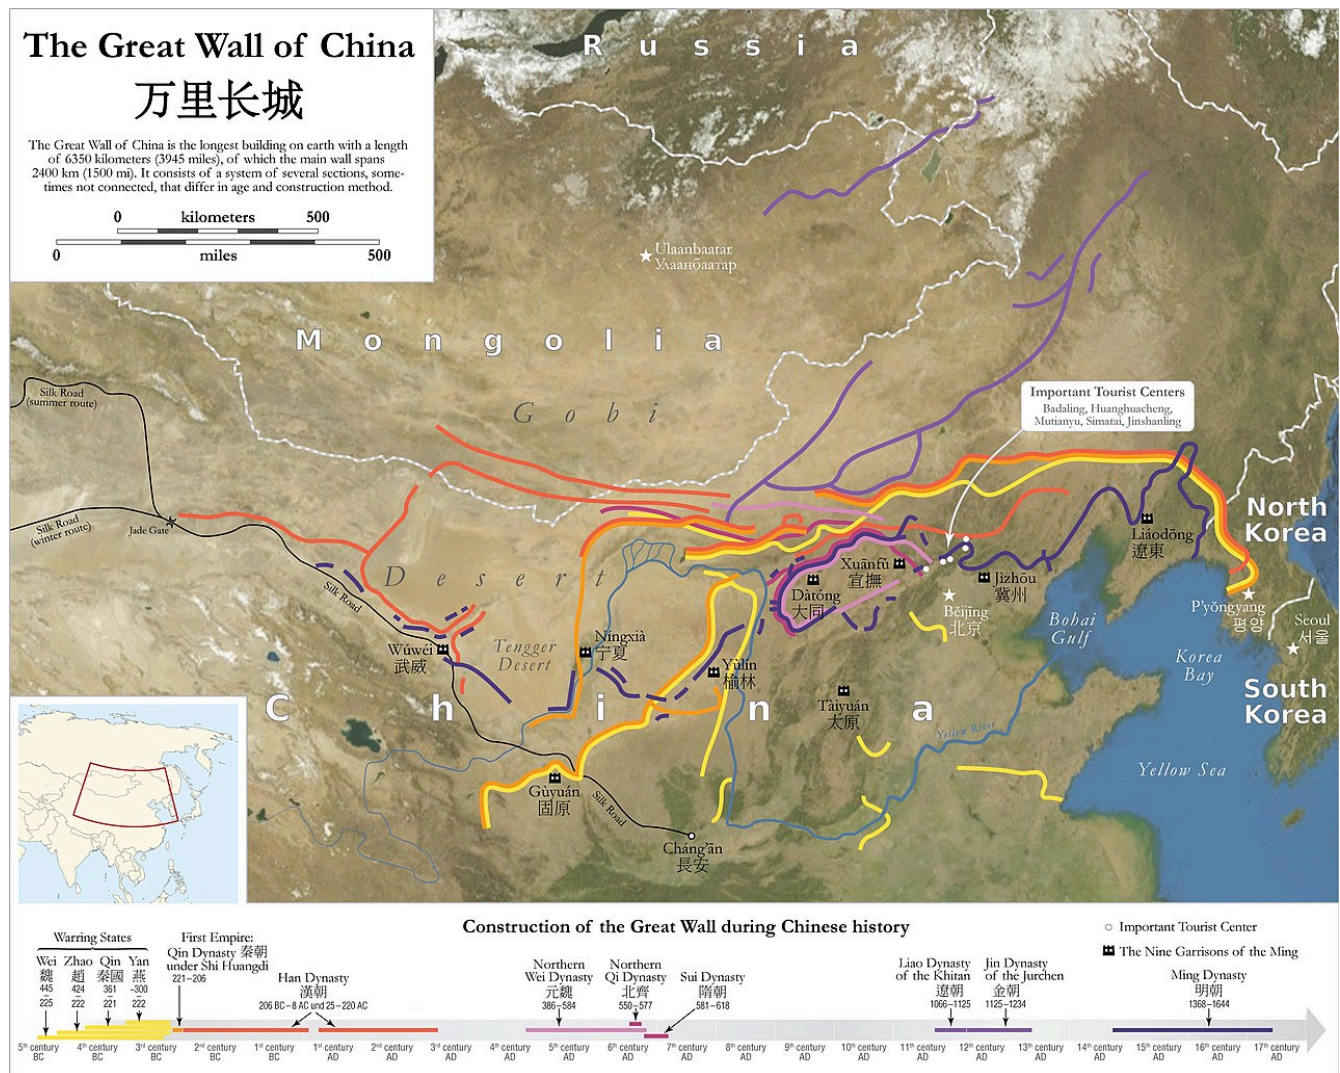 The Great Wall of China
万里长城
The Great Wall of China is the longest building on earth with a length
of 6350 kilometers (3945 miles), of which the main wall spans
2400 km (1500 mi). It consists of a system of several sections, some-
times not connected, that differ in age and construction method.
0 kilometers 500
0 miles 500
Russia
Ulaanbaatar
Улаанбаатар
Mongolia
Gobi
Desert
Silk Road
(summer route)
Silk Road
(winter route)
Jade Gate
Silk Road
Important Tourist Centers
Badaling, Huanghuacheng,
Mutianyu, Simatai, Jinshanling
North
Korea
Liáodōng
遼東
Xuānfǔ
宣撫
Dàtóng
大同
Jìzhōu
冀州
Běijīng
北京
P'yŏngyang
평양
Seoul
서울
Bohai
Gulf
Korea
Bay
South
Korea
Wúwéi
武威
Tengger
Desert
Níngxià
宁夏
Yùlín
榆林
Tàiyuán
太原
China
Yellow River
Yellow Sea
Gùyuán
固原
Silk Road
Cháng'ān
長安
Construction of the Great Wall during Chinese history
Important Tourist Center
The Nine Garrisons of the Ming
Warring States
Wei
魏
445
–
225
Zhao
趙
424
–
222
Qin
秦國
361
–
221
Yan
燕
~300
–
222
First Empire:
Qin Dynasty 秦朝
under Shi Huangdi
221–206
Han Dynasty
漢朝
206 BC–8 AC und 25–220 AC
Northern
Wei Dynasty
元魏
386–584
Northern
Qi Dynasty
北齊
550–577
Sui Dynasty
隋朝
581–618
Liao Dynasty
of the Khitan
遼朝
1066–1125
Jin Dynasty
of the Jurchen
金朝
1125–1234
Ming Dynasty
明朝
1368–1644
5th century
BC
4th century
BC
3rd century
BC
2nd century
BC
1st century
BC
1st century
AD
2nd century
AD
3rd century
AD
4th century
AD
5th century
AD
6th century
AD
7th century
AD
8th century
AD
9th century
AD
10th century
AD
11th century
AD
12th century
AD
13th century
AD
14th century
AD
15th century
AD
16th century
AD
17th century
AD